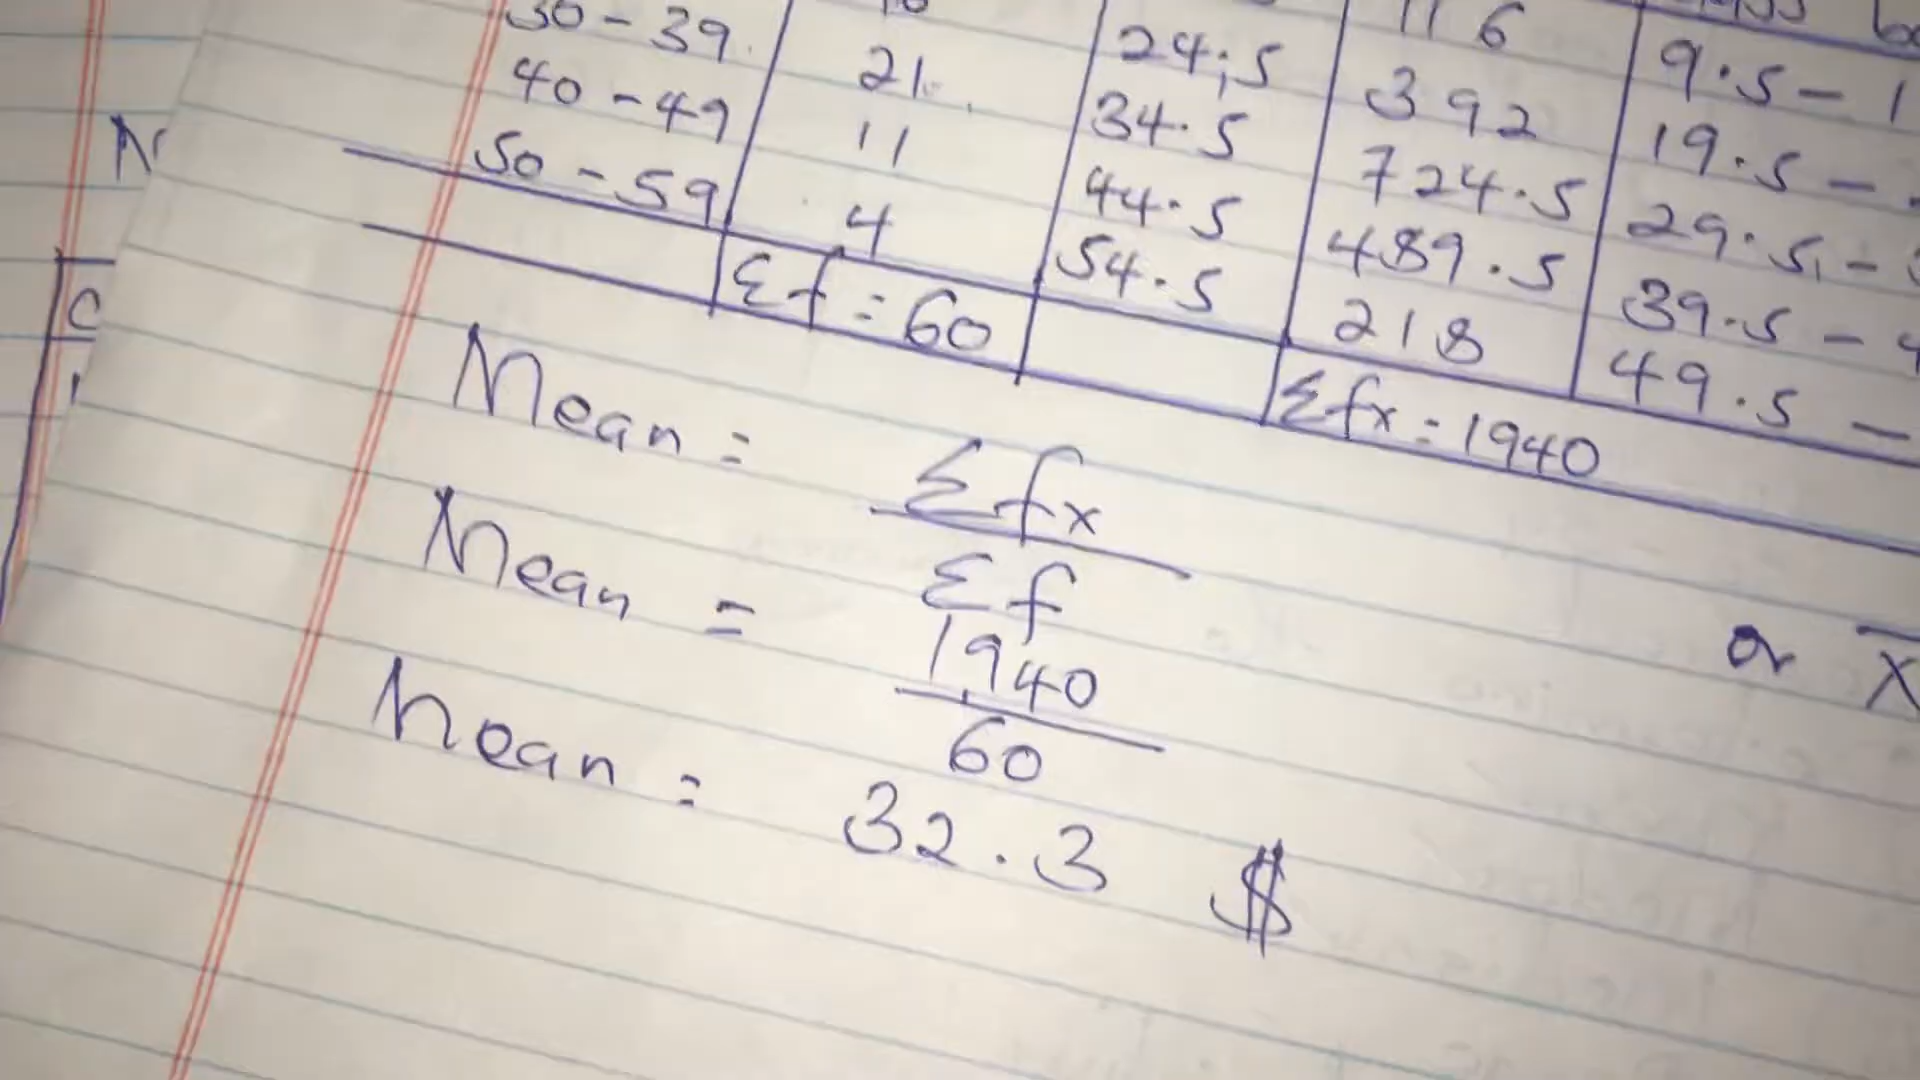 30 - 39 21 24.5 116 9.5 - 1
40 - 49 11 34.5 392 19.5 -
50 - 59 4 44.5 724.5 29.5 -
54.5 489.5 39.5 - 4
218 49.5 -
Σf = 60 Σfx = 1940
Mean = Σfx
Σf
or X
Mean = 1940
60
Mean = 32.3 $